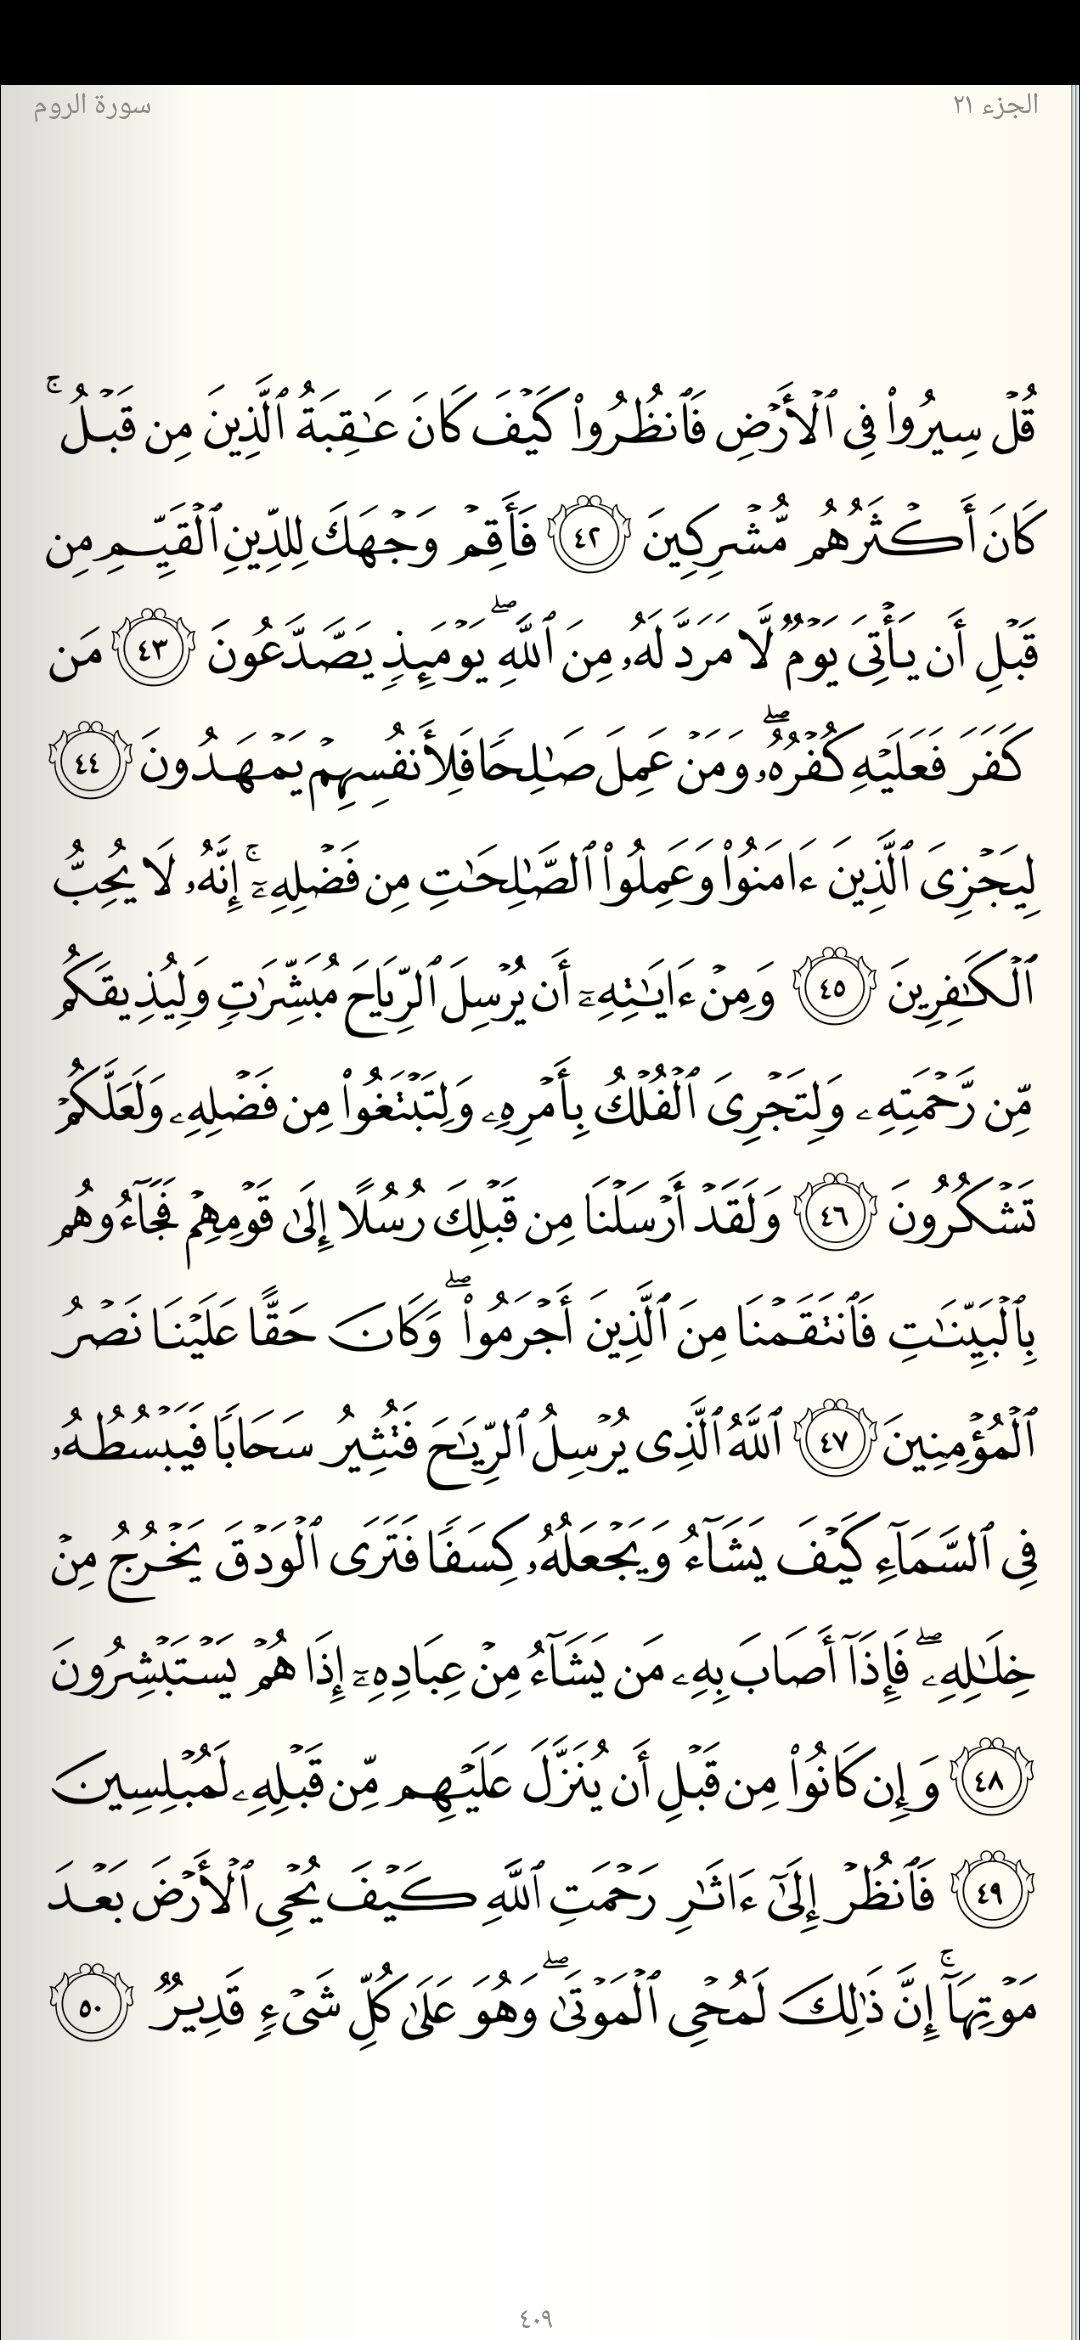 الجزء ٢١
سورة الروم
قُلۡ سِيرُواْ فِي ٱلۡأَرۡضِ فَٱنظُرُواْ كَيۡفَ كَانَ عَٰقِبَةُ ٱلَّذِينَ مِن قَبۡلُۚ
كَانَ أَكۡثَرُهُم مُّشۡرِكِينَ ٤٢ فَأَقِمۡ وَجۡهَكَ لِلدِّينِ ٱلۡقَيِّمِ مِن
قَبۡلِ أَن يَأۡتِيَ يَوۡمٞ لَّا مَرَدَّ لَهُۥ مِنَ ٱللَّهِۖ يَوۡمَئِذٖ يَصَّدَّعُونَ ٤٣ مَن
كَفَرَ فَعَلَيۡهِ كُفۡرُهُۥۖ وَمَنۡ عَمِلَ صَٰلِحٗا فَلِأَنفُسِهِمۡ يَمۡهَدُونَ ٤٤
لِيَجۡزِيَ ٱلَّذِينَ ءَامَنُواْ وَعَمِلُواْ ٱلصَّٰلِحَٰتِ مِن فَضۡلِهِۦٓۚ إِنَّهُۥ لَا يُحِبُّ
ٱلۡكَٰفِرِينَ ٤٥ وَمِنۡ ءَايَٰتِهِۦٓ أَن يُرۡسِلَ ٱلرِّيَاحَ مُبَشِّرَٰتٖ وَلِيُذِيقَكُم
مِّن رَّحۡمَتِهِۦ وَلِتَجۡرِيَ ٱلۡفُلۡكُ بِأَمۡرِهِۦ وَلِتَبۡتَغُواْ مِن فَضۡلِهِۦ وَلَعَلَّكُمۡ
تَشۡكُرُونَ ٤٦ وَلَقَدۡ أَرۡسَلۡنَا مِن قَبۡلِكَ رُسُلًا إِلَىٰ قَوۡمِهِمۡ فَجَآءُوهُم
بِٱلۡبَيِّنَٰتِ فَٱنتَقَمۡنَا مِنَ ٱلَّذِينَ أَجۡرَمُواْۖ وَكَانَ حَقًّا عَلَيۡنَا نَصۡرُ
ٱلۡمُؤۡمِنِينَ ٤٧ ٱللَّهُ ٱلَّذِي يُرۡسِلُ ٱلرِّيَٰحَ فَتُثِيرُ سَحَابٗا فَيَبۡسُطُهُۥ
فِي ٱلسَّمَآءِ كَيۡفَ يَشَآءُ وَيَجۡعَلُهُۥ كِسَفٗا فَتَرَى ٱلۡوَدۡقَ يَخۡرُجُ مِنۡ
خِلَٰلِهِۦۖ فَإِذَآ أَصَابَ بِهِۦ مَن يَشَآءُ مِنۡ عِبَادِهِۦٓ إِذَا هُمۡ يَسۡتَبۡشِرُونَ
٤٨ وَإِن كَانُواْ مِن قَبۡلِ أَن يُنَزَّلَ عَلَيۡهِم مِّن قَبۡلِهِۦ لَمُبۡلِسِينَ
٤٩ فَٱنظُرۡ إِلَىٰٓ ءَاثَٰرِ رَحۡمَتِ ٱللَّهِ كَيۡفَ يُحۡيِ ٱلۡأَرۡضَ بَعۡدَ
مَوۡتِهَآۚ إِنَّ ذَٰلِكَ لَمُحۡيِ ٱلۡمَوۡتَىٰۖ وَهُوَ عَلَىٰ كُلِّ شَيۡءٖ قَدِيرٞ ٥٠
٤٠٩